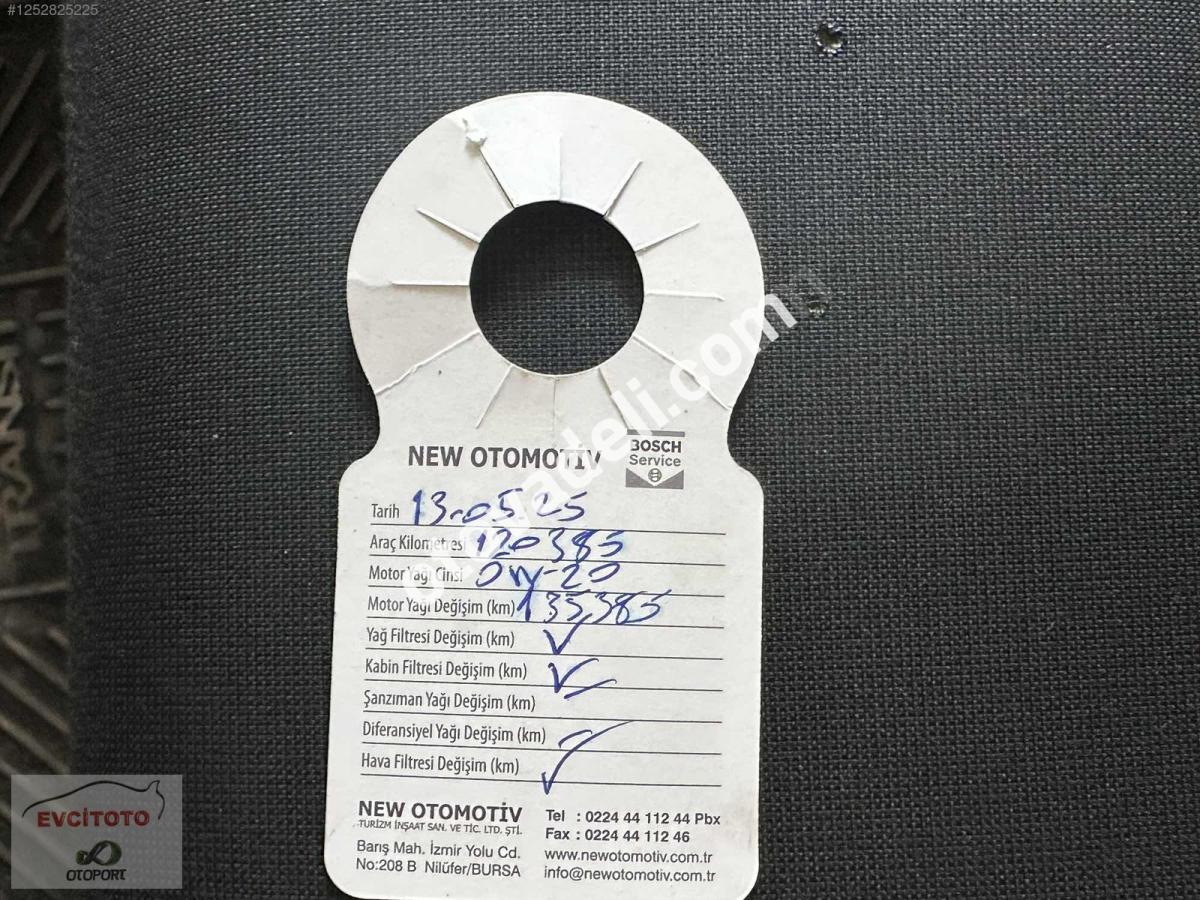 #1252825225
TRANSIT
NEW OTOMOTİV
BOSCH
Service
Tarih 13-05.25
Araç Kilometresi 120385
Motor Yağı Cinsi 0W-20
Motor Yağı Değişim (km) 135385
Yağ Filtresi Değişim (km) ✓
Kabin Filtresi Değişim (km) ✓
Şanzıman Yağı Değişim (km)
Diferansiyel Yağı Değişim (km) –
Hava Filtresi Değişim (km) ✓
NEW OTOMOTİV
TURİZM İNŞAAT SAN. VE TİC. LTD. ŞTİ.
Barış Mah. İzmir Yolu Cd.
No:208 B Nilüfer/BURSA
Tel : 0224 44 112 44 Pbx
Fax : 0224 44 112 46
www.newotomotiv.com.tr
info@newotomotiv.com.tr
EVCİTOTO
OTOPORT